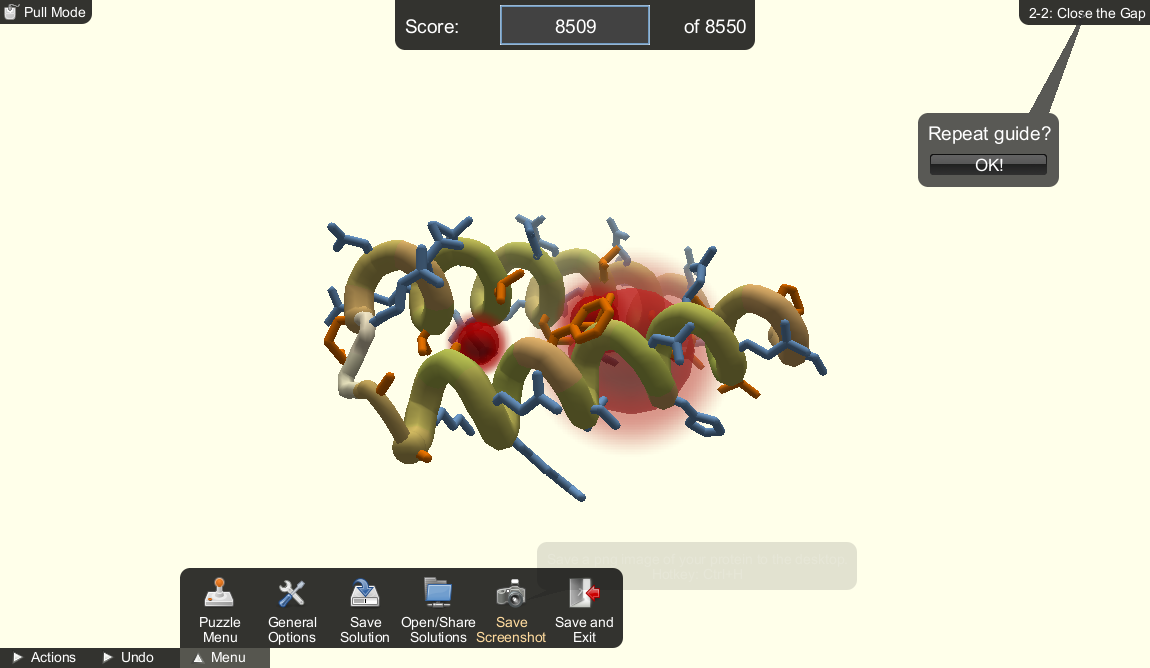 Pull Mode
Score: 8509 of 8550
2-2: Close the Gap
Repeat guide?
OK!
Puzzle Menu
General Options
Save Solution
Open/Share Solutions
Save Screenshot
Save and Exit
Actions
Undo
Menu